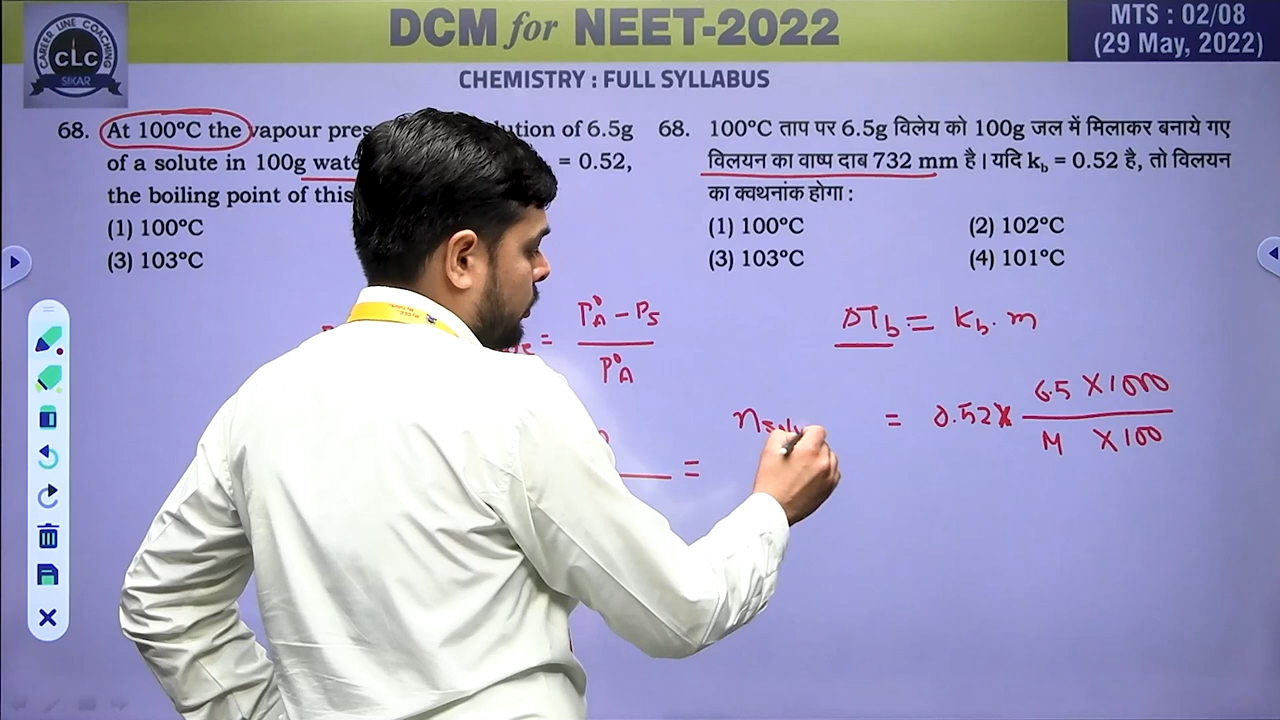 DCM for NEET-2022
MTS : 02/08
(29 May, 2022)
CAREER LINE COACHING
CLC
SIKAR
CHEMISTRY : FULL SYLLABUS
68. At 100°C the vapour pres ution of 6.5g
of a solute in 100g wate = 0.52,
the boiling point of this
(1) 100°C
(3) 103°C
68. 100°C ताप पर 6.5g विलेय को 100g जल में मिलाकर बनाये गए
विलयन का वाष्प दाब 732 mm है। यदि k_b = 0.52 है, तो विलयन
का क्वथनांक होगा :
(1) 100°C (2) 102°C
(3) 103°C (4) 101°C
= P°A - Ps / P°A
ΔT_b = K_b . m
= 0.52 x 6.5 X 1000 / M X 100
=